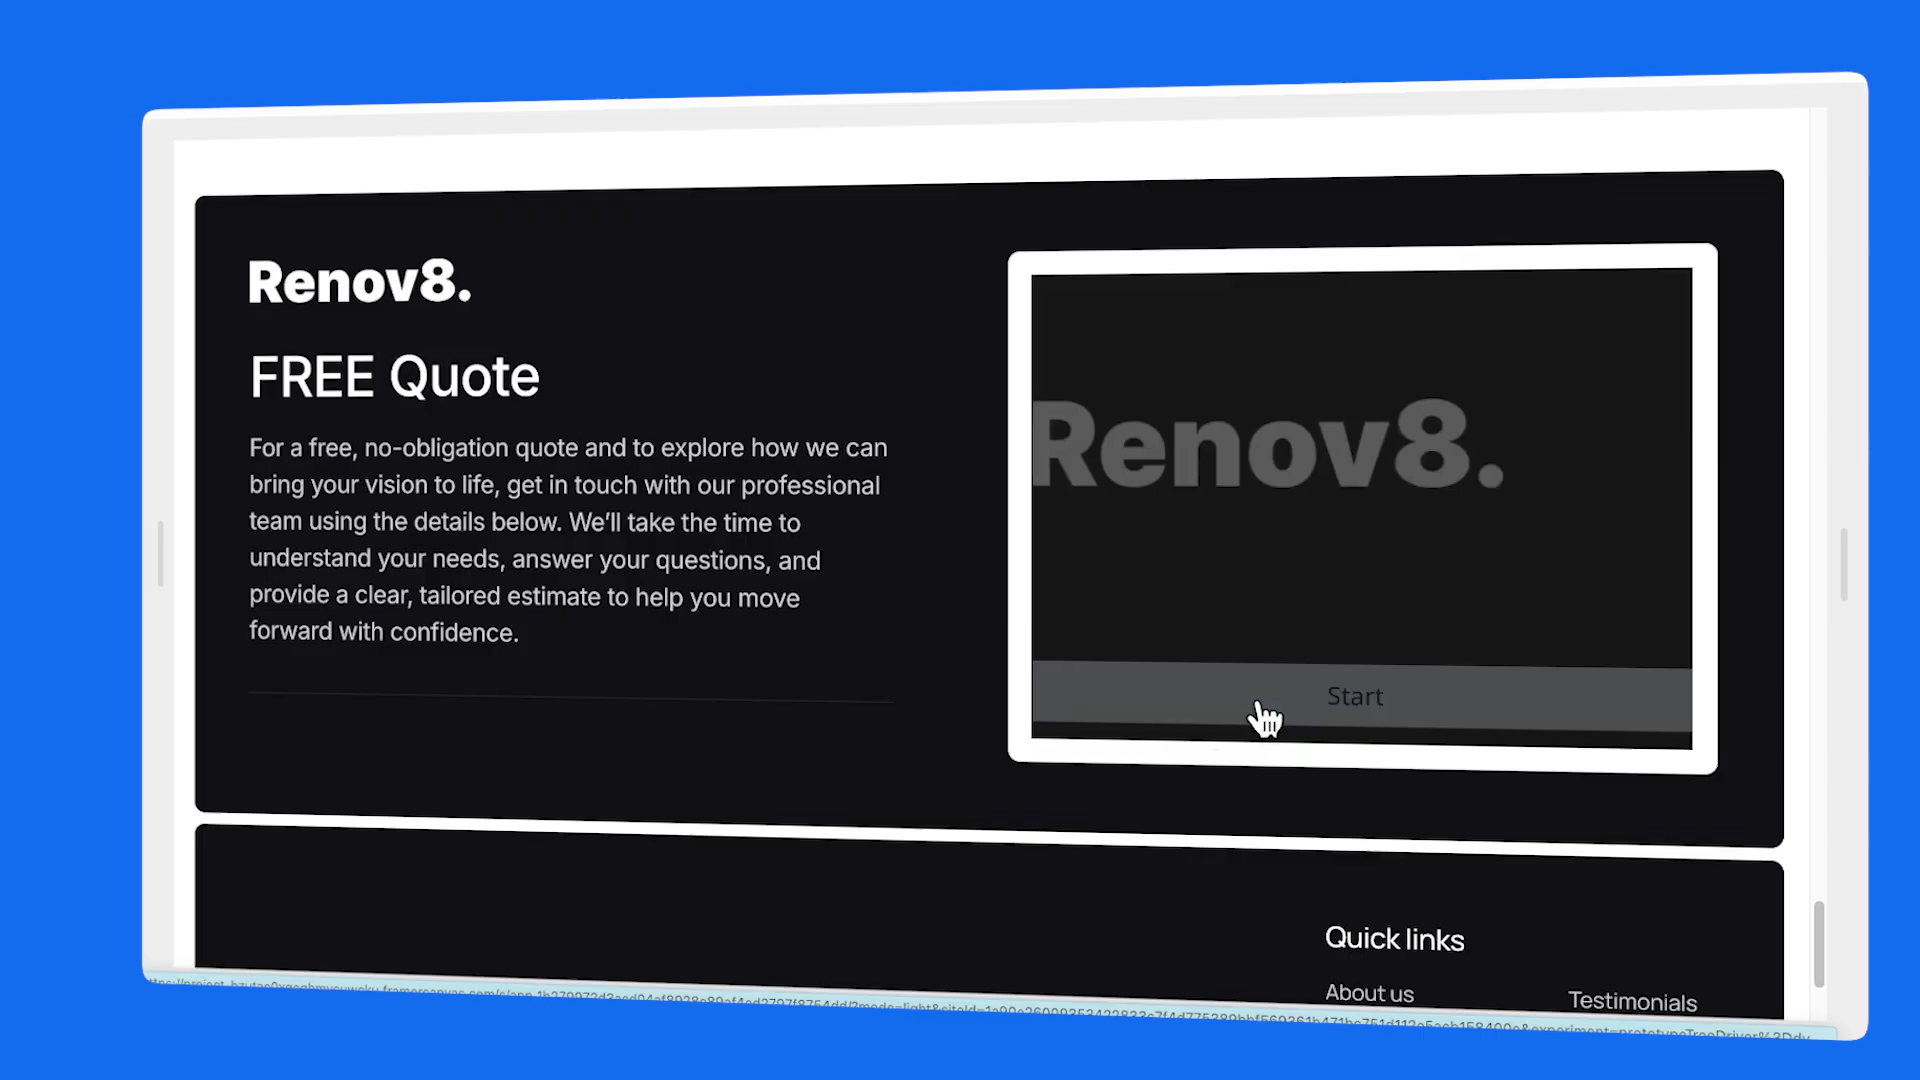 Renov8.
FREE Quote
For a free, no-obligation quote and to explore how we can
bring your vision to life, get in touch with our professional
team using the details below. We’ll take the time to
understand your needs, answer your questions, and
provide a clear, tailored estimate to help you move
forward with confidence.
Renov8.
Start
Quick links
About us
Testimonials